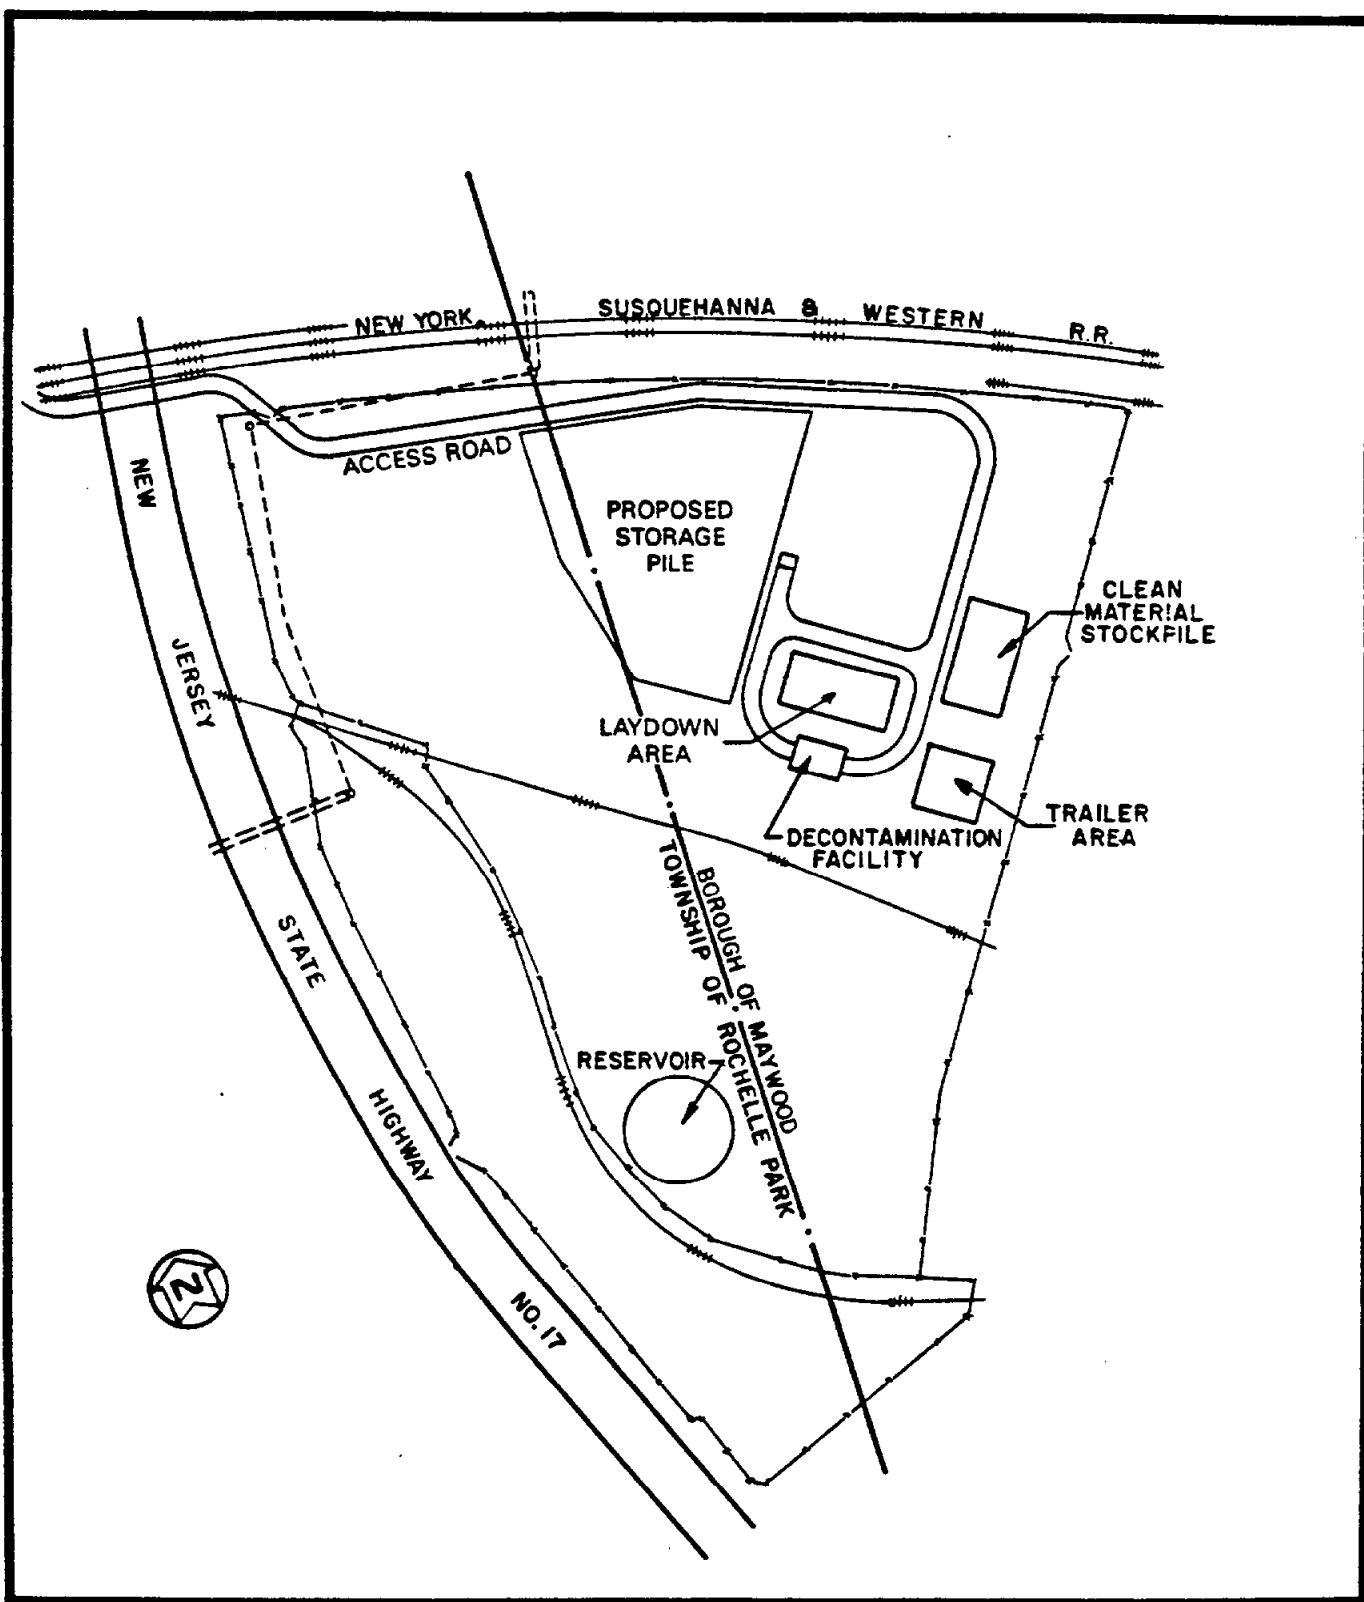 NEW YORK,
SUSQUEHANNA & WESTERN R.R.
ACCESS ROAD
PROPOSED
STORAGE
PILE
CLEAN
MATERIAL
STOCKPILE
LAYDOWN
AREA
TRAILER
AREA
DECONTAMINATION
FACILITY
BOROUGH OF MAYWOOD
TOWNSHIP OF ROCHELLE PARK
RESERVOIR
NEW JERSEY STATE HIGHWAY NO. 17